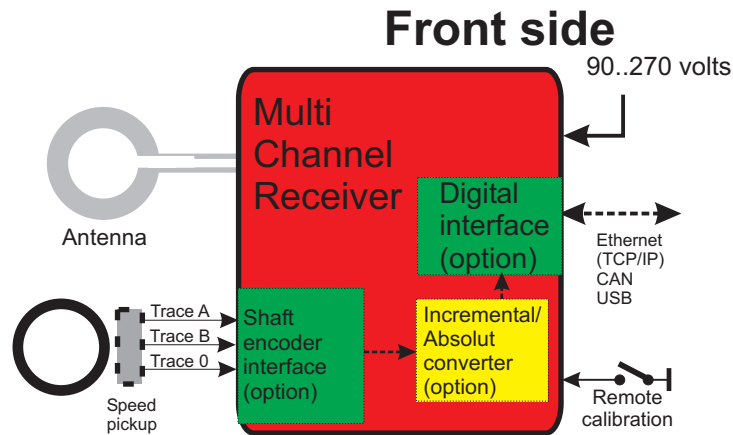 Front side
90..270 volts
Multi
Channel
Receiver
Digital
interface
(option)
Antenna
Ethernet
(TCP/IP)
CAN
USB
Trace A
Trace B
Trace 0
Shaft
encoder
interface
(option)
Incremental/
Absolut
converter
(option)
Speed
pickup
Remote
calibration